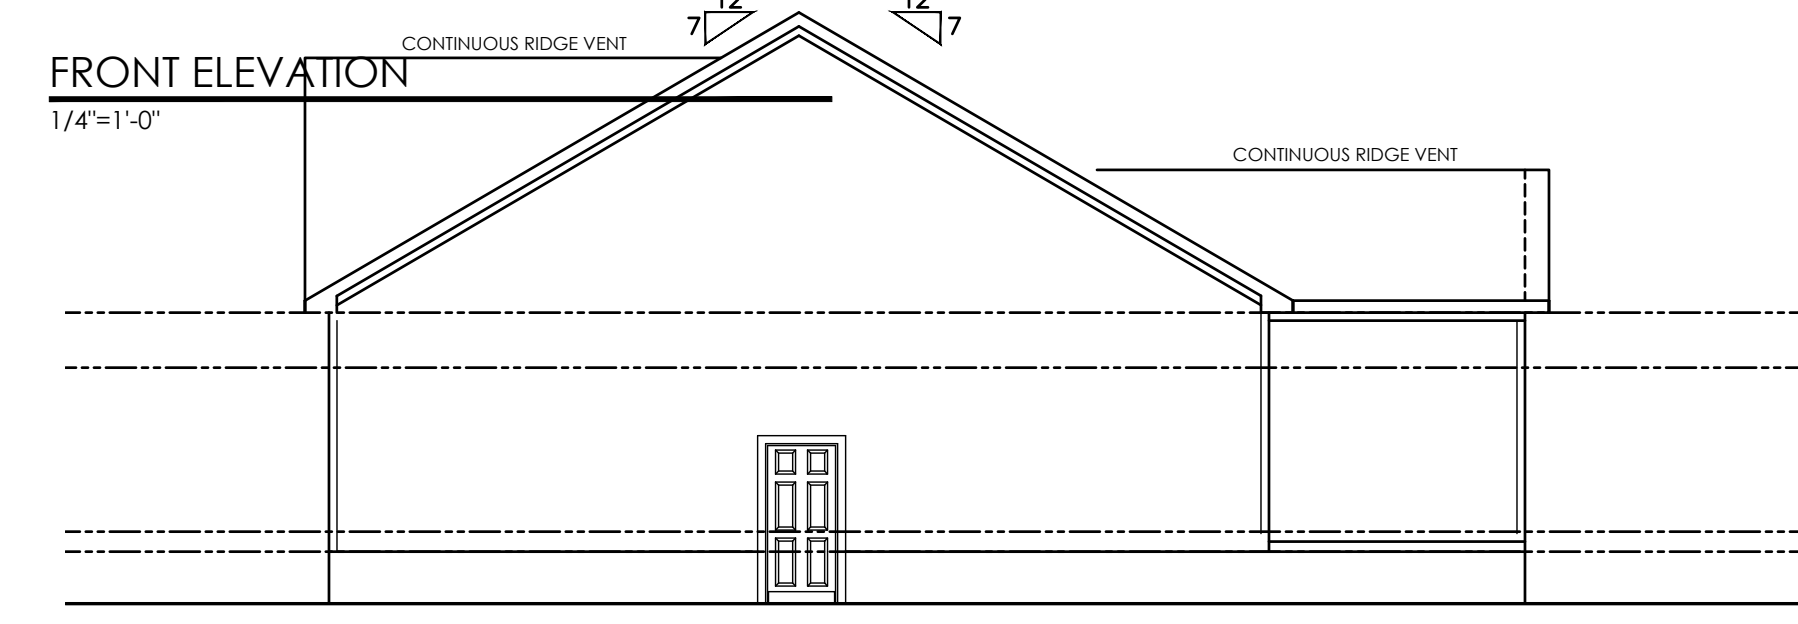 12
12
7
7
CONTINUOUS RIDGE VENT
FRONT ELEVATION
1/4"=1'-0"
CONTINUOUS RIDGE VENT